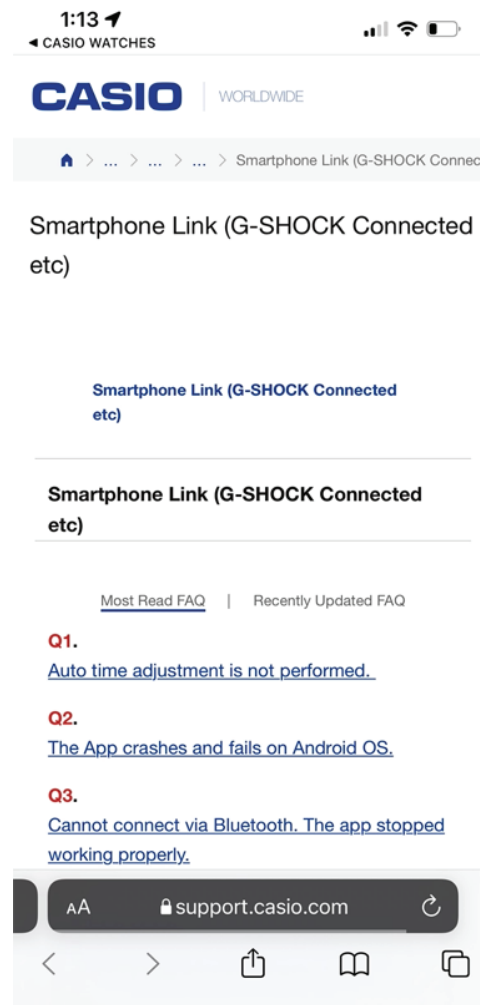 1:13
◀ CASIO WATCHES
CASIO WORLDWIDE
> ... > ... > ... > Smartphone Link (G-SHOCK Connec
Smartphone Link (G-SHOCK Connected
etc)
Smartphone Link (G-SHOCK Connected
etc)
Smartphone Link (G-SHOCK Connected
etc)
Most Read FAQ | Recently Updated FAQ
Q1.
Auto time adjustment is not performed.
Q2.
The App crashes and fails on Android OS.
Q3.
Cannot connect via Bluetooth. The app stopped
working properly.
AA support.casio.com